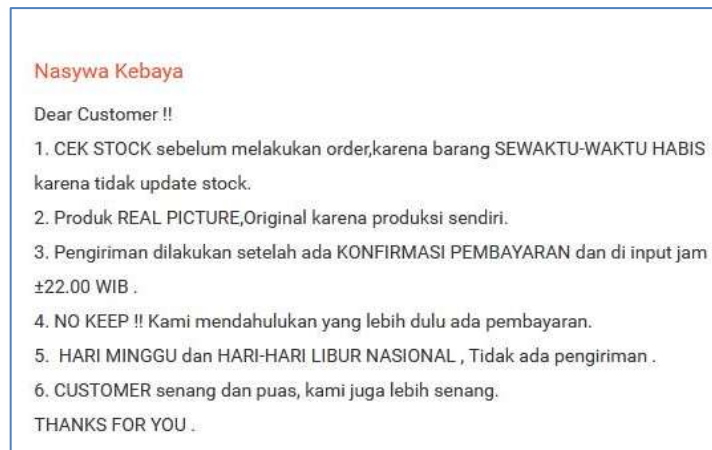 Nasywa Kebaya
Dear Customer !!
1. CEK STOCK sebelum melakukan order,karena barang SEWAKTU-WAKTU HABIS
karena tidak update stock.
2. Produk REAL PICTURE,Original karena produksi sendiri.
3. Pengiriman dilakukan setelah ada KONFIRMASI PEMBAYARAN dan di input jam
±22.00 WIB .
4. NO KEEP !! Kami mendahulukan yang lebih dulu ada pembayaran.
5.  HARI MINGGU dan HARI-HARI LIBUR NASIONAL , Tidak ada pengiriman .
6. CUSTOMER senang dan puas, kami juga lebih senang.
THANKS FOR YOU .